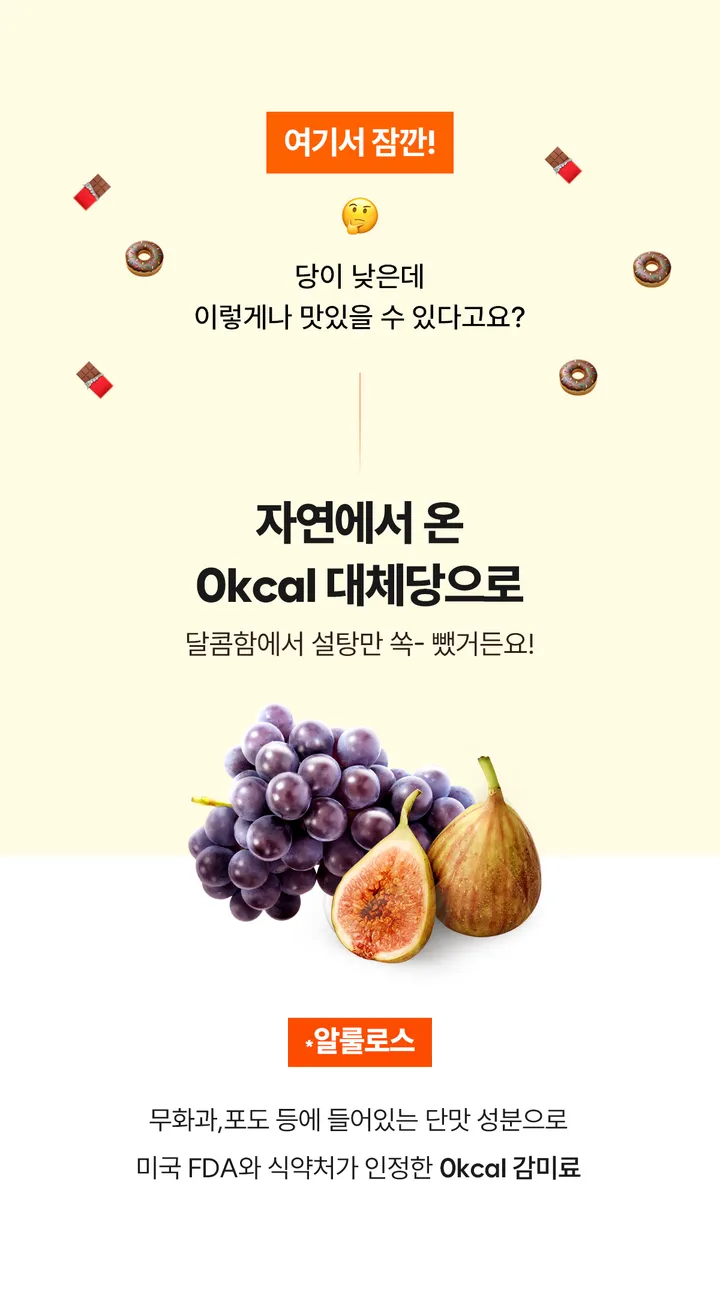 여기서 잠깐!
당이 낮은데
이렇게나 맛있을 수 있다고요?
자연에서 온
0kcal 대체당으로
달콤함에서 설탕만 쏙- 뺐거든요!
*알룰로스
무화과,포도 등에 들어있는 단맛 성분으로
미국 FDA와 식약처가 인정한 0kcal 감미료